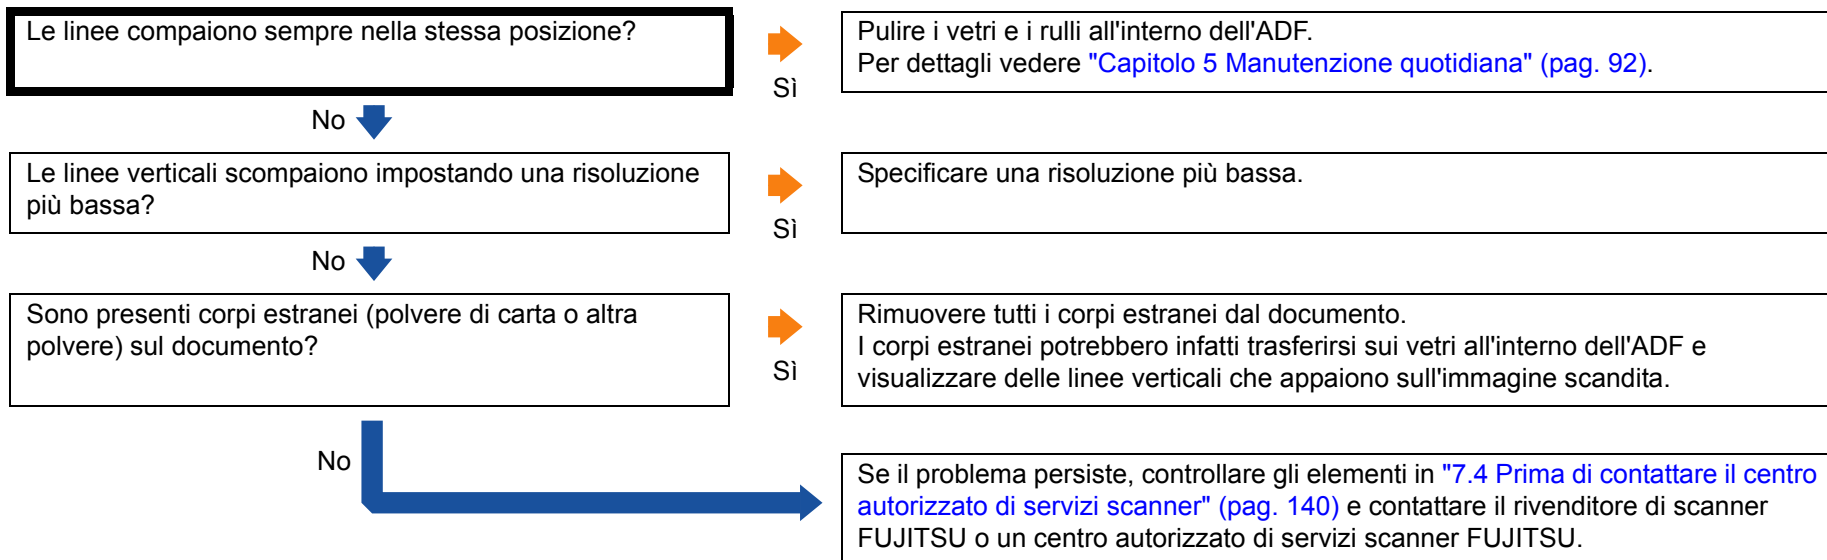 Le linee compaiono sempre nella stessa posizione?
Sì
Pulire i vetri e i rulli all'interno dell'ADF.
Per dettagli vedere "Capitolo 5 Manutenzione quotidiana" (pag. 92).
No
Le linee verticali scompaiono impostando una risoluzione
più bassa?
Sì
Specificare una risoluzione più bassa.
No
Sono presenti corpi estranei (polvere di carta o altra
polvere) sul documento?
Sì
Rimuovere tutti i corpi estranei dal documento.
I corpi estranei potrebbero infatti trasferirsi sui vetri all'interno dell'ADF e
visualizzare delle linee verticali che appaiono sull'immagine scandita.
No
Se il problema persiste, controllare gli elementi in "7.4 Prima di contattare il centro
autorizzato di servizi scanner" (pag. 140) e contattare il rivenditore di scanner
FUJITSU o un centro autorizzato di servizi scanner FUJITSU.